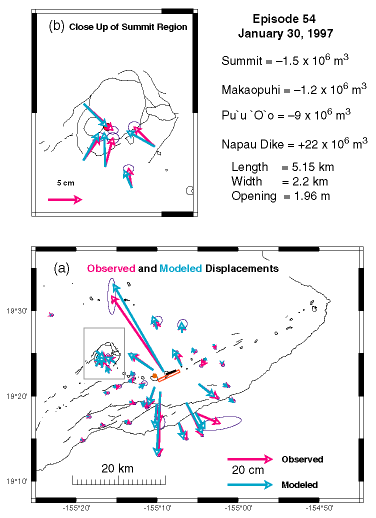 (b) Close Up of Summit Region
5 cm
Episode 54
January 30, 1997
Summit = –1.5 x 10⁶ m³
Makaopuhi = –1.2 x 10⁶ m³
Pu`u `O`o = –9 x 10⁶ m³
Napau Dike = +22 x 10⁶ m³
Length = 5.15 km
Width = 2.2 km
Opening = 1.96 m
(a) Observed and Modeled Displacements
19°30'
19°20'
19°10'
20 km
20 cm
Observed
Modeled
-155°20' -155°10' -155°00' -154°50'